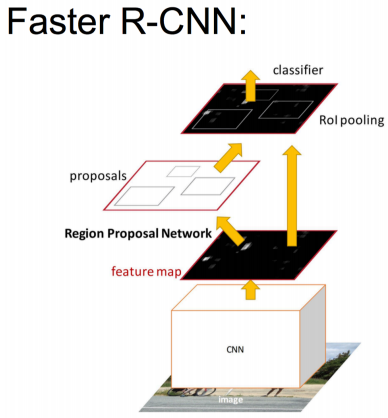 Faster R-CNN:
classifier
RoI pooling
proposals
Region Proposal Network
feature map
CNN
image